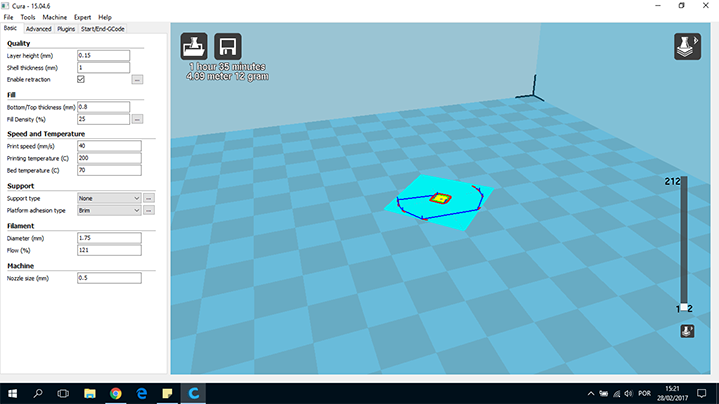 Cura - 15.04.6
File Tools Machine Expert Help
Basic Advanced Plugins Start/End-GCode
Quality
Layer height (mm) 0.15
Shell thickness (mm) 1
Enable retraction ...
Fill
Bottom/Top thickness (mm) 0.8
Fill Density (%) 25 ...
Speed and Temperature
Print speed (mm/s) 40
Printing temperature (C) 200
Bed temperature (C) 70
Support
Support type None ...
Platform adhesion type Brim ...
Filament
Diameter (mm) 1.75
Flow (%) 121
Machine
Nozzle size (mm) 0.5
1 hour 35 minutes
4.09 meter 12 gram
212
POR
15:21
28/02/2017